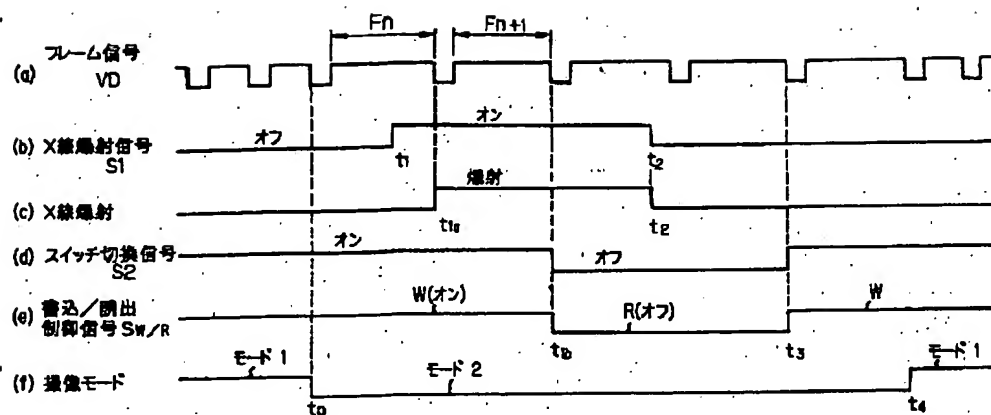 Fn
Fn+1
(a) フレーム信号
VD
(b) X線爆射信号
S1
オフ
オン
t1
t2
(c) X線爆射
爆射
t1a
t2
(d) スイッチ切換信号
S2
オン
オフ
(e) 書込/読出
制御信号 SW/R
W(オン)
R(オフ)
W
t1b
t3
(f) 撮像モード
モード1
モード2
モード1
t0
t4